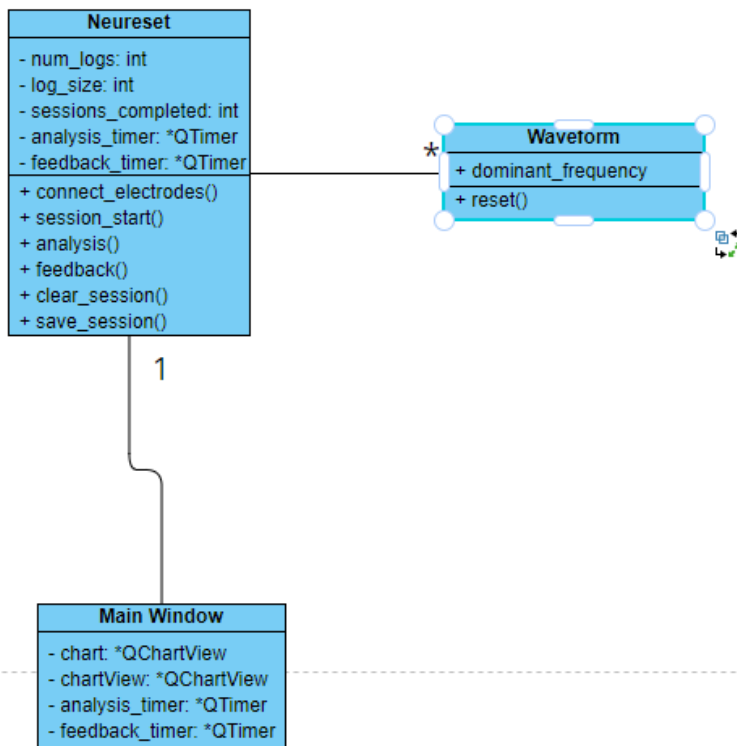 Neureset
- num_logs: int
- log_size: int
- sessions_completed: int
- analysis_timer: *QTimer
- feedback_timer: *QTimer
+ connect_electrodes()
+ session_start()
+ analysis()
+ feedback()
+ clear_session()
+ save_session()
*
Waveform
+ dominant_frequency
+ reset()
1
Main Window
- chart: *QChartView
- chartView: *QChartView
- analysis_timer: *QTimer
- feedback_timer: *QTimer